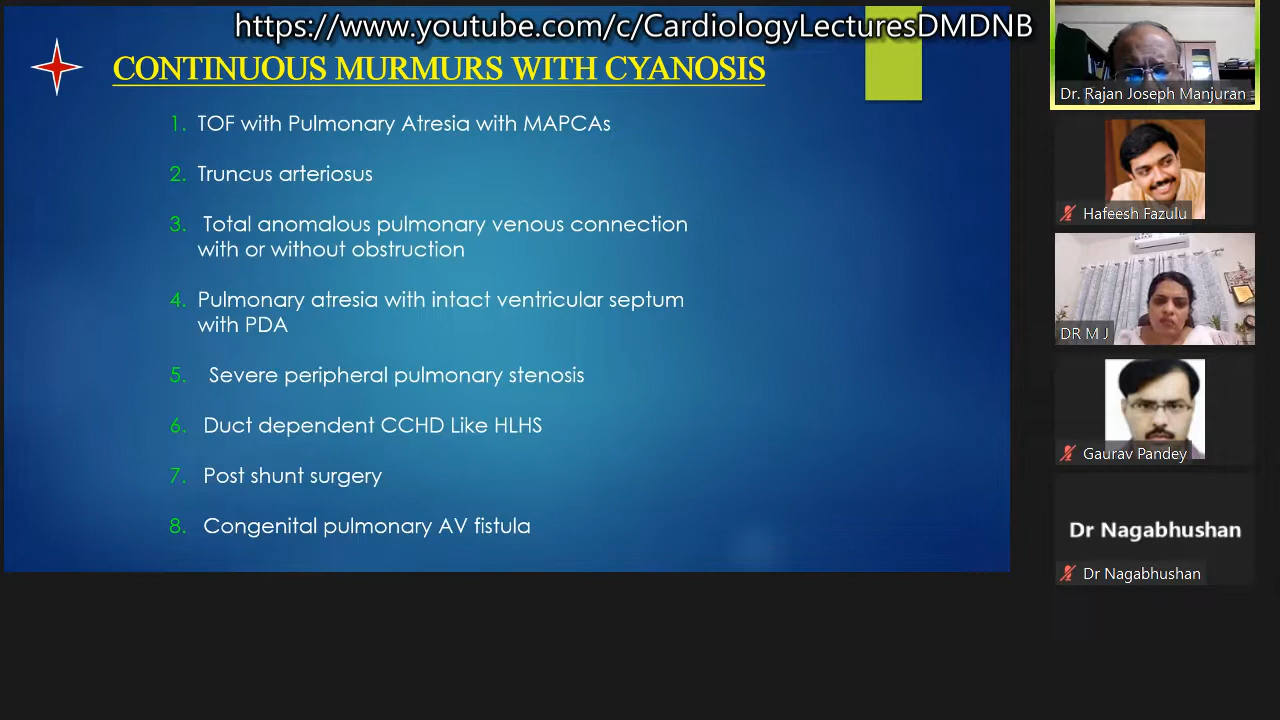 https://www.youtube.com/c/CardiologyLecturesDMDNB
CONTINUOUS MURMURS WITH CYANOSIS
1. TOF with Pulmonary Atresia with MAPCAs
2. Truncus arteriosus
3. Total anomalous pulmonary venous connection
with or without obstruction
4. Pulmonary atresia with intact ventricular septum
with PDA
5. Severe peripheral pulmonary stenosis
6. Duct dependent CCHD Like HLHS
7. Post shunt surgery
8. Congenital pulmonary AV fistula
Dr. Rajan Joseph Manjuran
Hafeesh Fazulu
DR M J
Gaurav Pandey
Dr Nagabhushan
Dr Nagabhushan